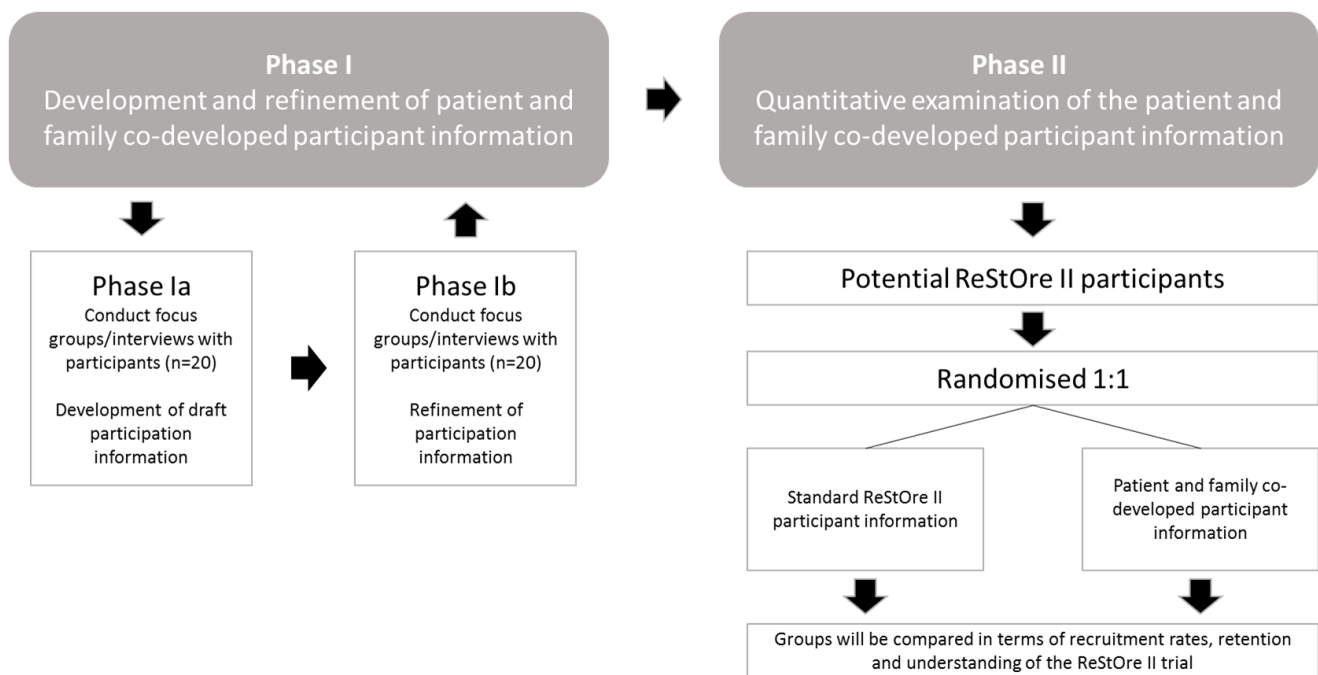 Phase I
Development and refinement of patient and
family co-developed participant information
Phase Ia
Conduct focus
groups/interviews with
participants (n=20)
Development of draft
participation
information
Phase Ib
Conduct focus
groups/interviews with
participants (n=20)
Refinement of
participation
information
Phase II
Quantitative examination of the patient and
family co-developed participant information
Potential ReStOre II participants
Randomised 1:1
Standard ReStOre II
participant information
Patient and family co-
developed participant
information
Groups will be compared in terms of recruitment rates, retention
and understanding of the ReStOre II trial